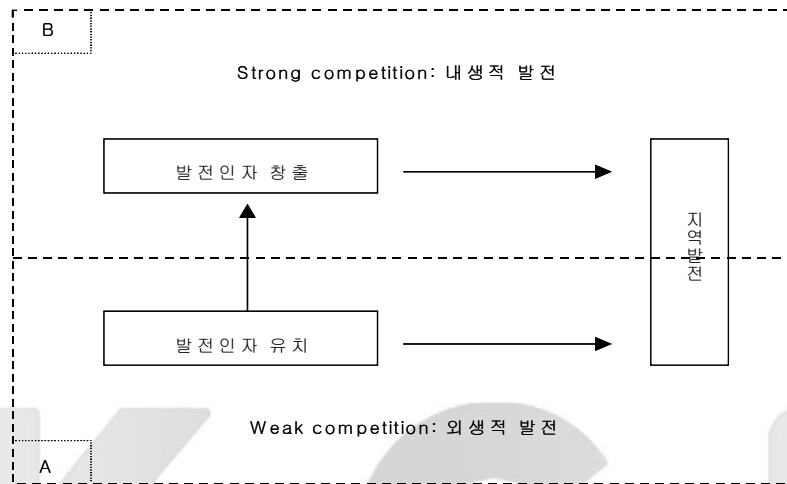 B
Strong competition: 내생적 발전
발전인자 창출
지역발전
발전인자 유치
Weak competition: 외생적 발전
A